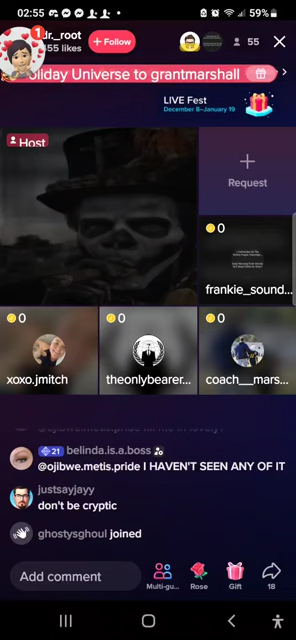 02:55
59%
1
dr._root
455 likes
+ Follow
55
oliday Universe to grantmarshall
LIVE Fest
December 8–January 19
Host
Request
0
frankie_sound...
0
xoxo.jmitch
0
theonlybearer...
0
coach__mars...
21 belinda.is.a.boss
@ojibwe.metis.pride I HAVEN'T SEEN ANY OF IT
justsayjayy
don't be cryptic
ghostysghoul joined
Add comment
Multi-gu...
Rose
Gift
18